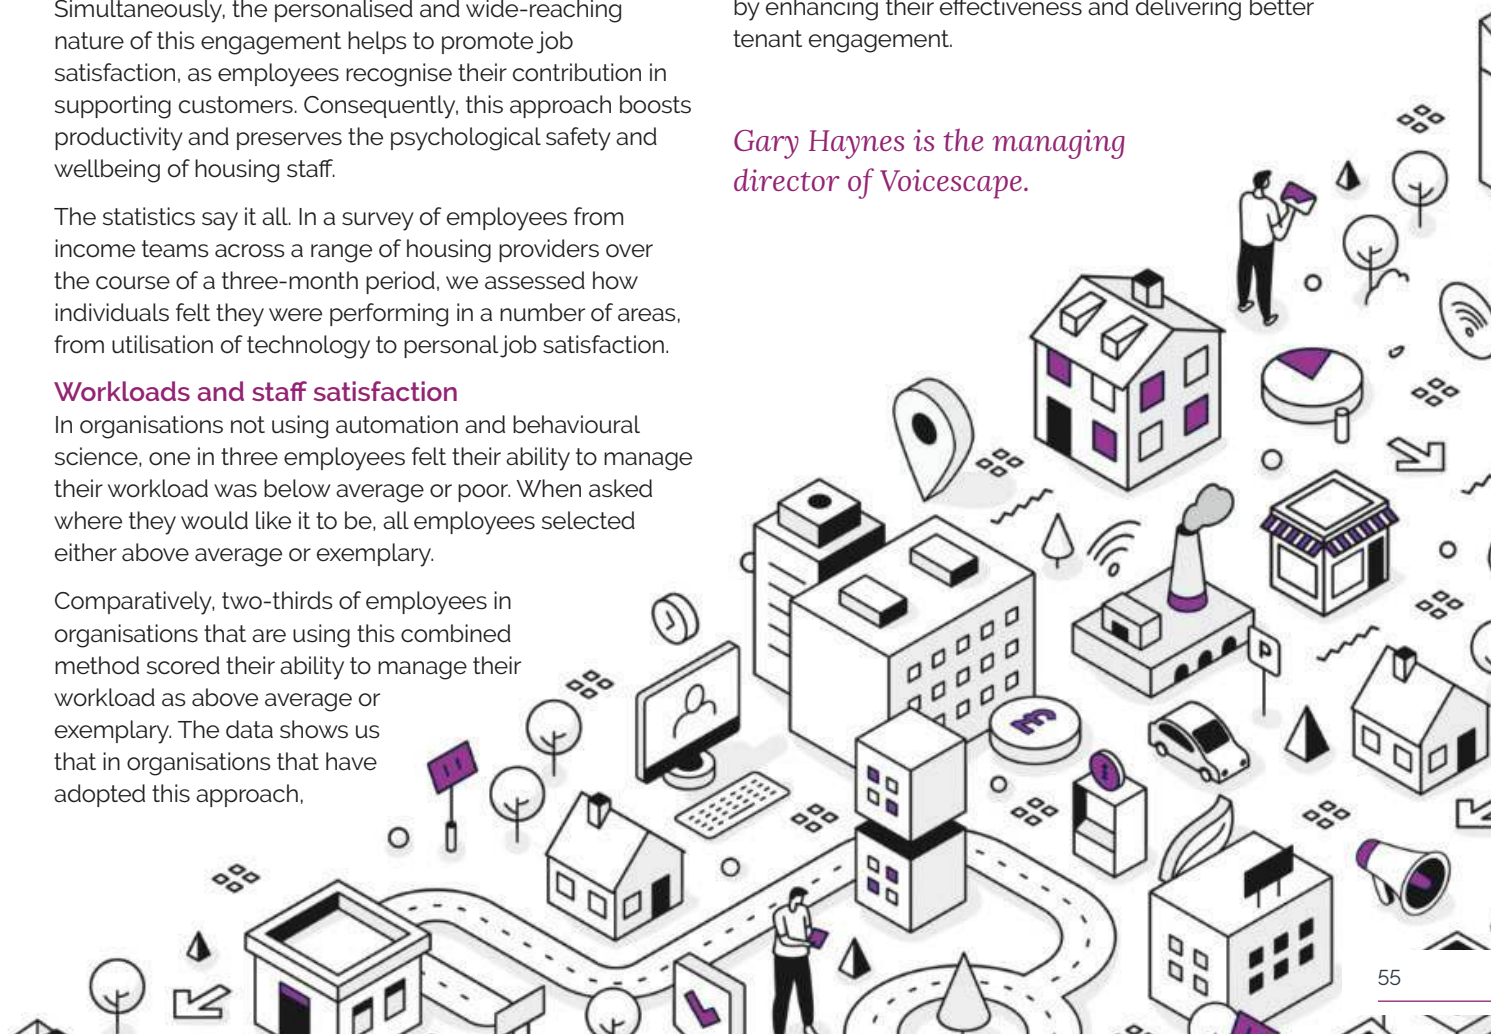 Simultaneously, the personalised and wide-reaching
nature of this engagement helps to promote job
satisfaction, as employees recognise their contribution in
supporting customers. Consequently, this approach boosts
productivity and preserves the psychological safety and
wellbeing of housing staff.
The statistics say it all. In a survey of employees from
income teams across a range of housing providers over
the course of a three-month period, we assessed how
individuals felt they were performing in a number of areas,
from utilisation of technology to personal job satisfaction.
Workloads and staff satisfaction
In organisations not using automation and behavioural
science, one in three employees felt their ability to manage
their workload was below average or poor. When asked
where they would like it to be, all employees selected
either above average or exemplary.
Comparatively, two-thirds of employees in
organisations that are using this combined
method scored their ability to manage their
workload as above average or
exemplary. The data shows us
that in organisations that have
adopted this approach,
by enhancing their effectiveness and delivering better
tenant engagement.
Gary Haynes is the managing
director of Voicescape.
P
£
55